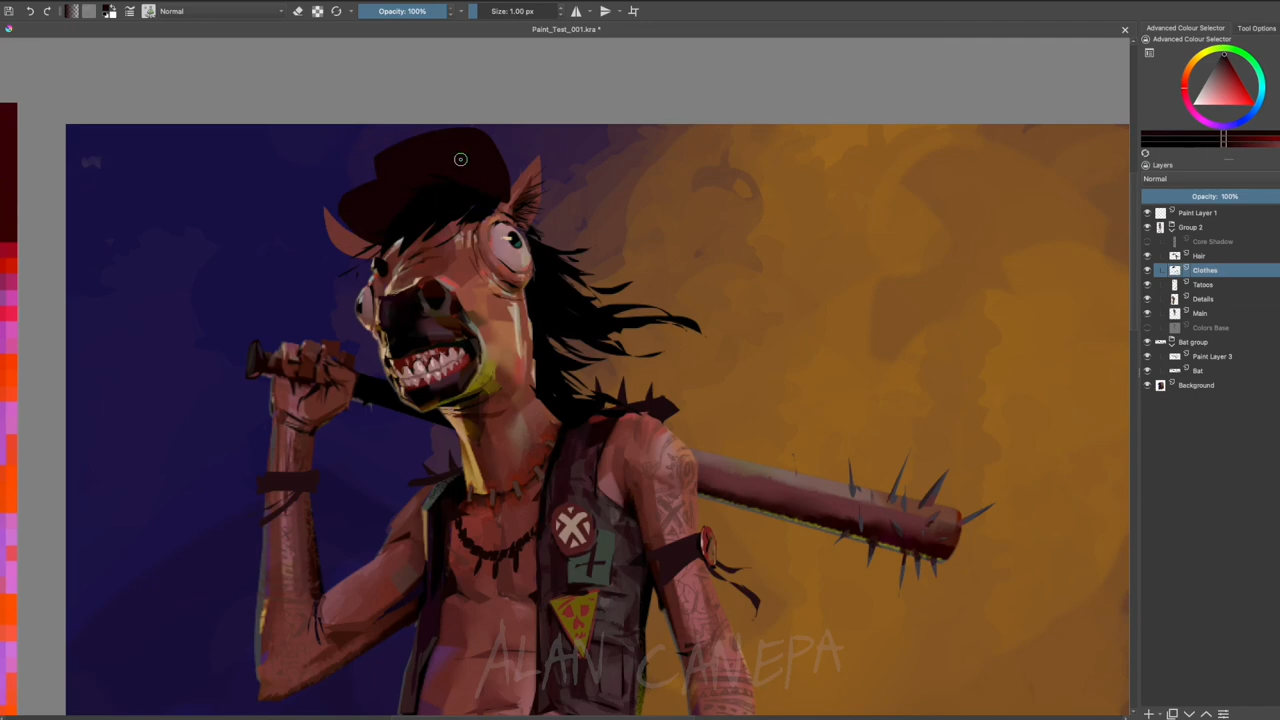 Normal
Opacity: 100%
Size: 1.00 px
Paint_Test_001.kra *
Advanced Colour Selector
Tool Options
Advanced Colour Selector
Layers
Normal
Opacity: 100%
Paint Layer 1
Group 2
Core Shadow
Hair
Clothes
Tatoos
Details
Main
Colors Base
Bat group
Paint Layer 3
Bat
Background
ALAN CANEPA